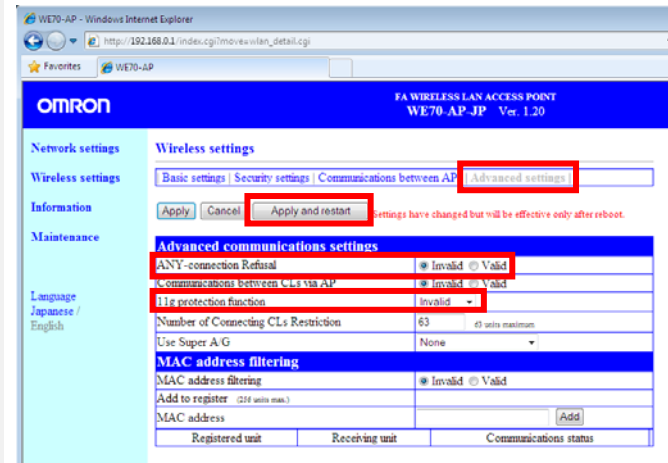 WE70-AP - Windows Internet Explorer
http://192.168.0.1/index.cgi?move=wlan_detail.cgi
Favorites WE70-AP
OMRON
FA WIRELESS LAN ACCESS POINT
WE70-AP-JP Ver. 1.20
Network settings
Wireless settings
Information
Maintenance
Language
Japanese /
English
Wireless settings
Basic settings | Security settings | Communications between AP | Advanced settings |
Apply Cancel Apply and restart Settings have changed but will be effective only after reboot.
Advanced communications settings
ANY-connection Refusal Invalid Valid
Communications between CLs via AP Invalid Valid
11g protection function Invalid
Number of Connecting CLs Restriction 63 63 units maximum
Use Super A/G None
MAC address filtering
MAC address filtering Invalid Valid
Add to register (256 units max.)
MAC address Add
Registered unit Receiving unit Communications status